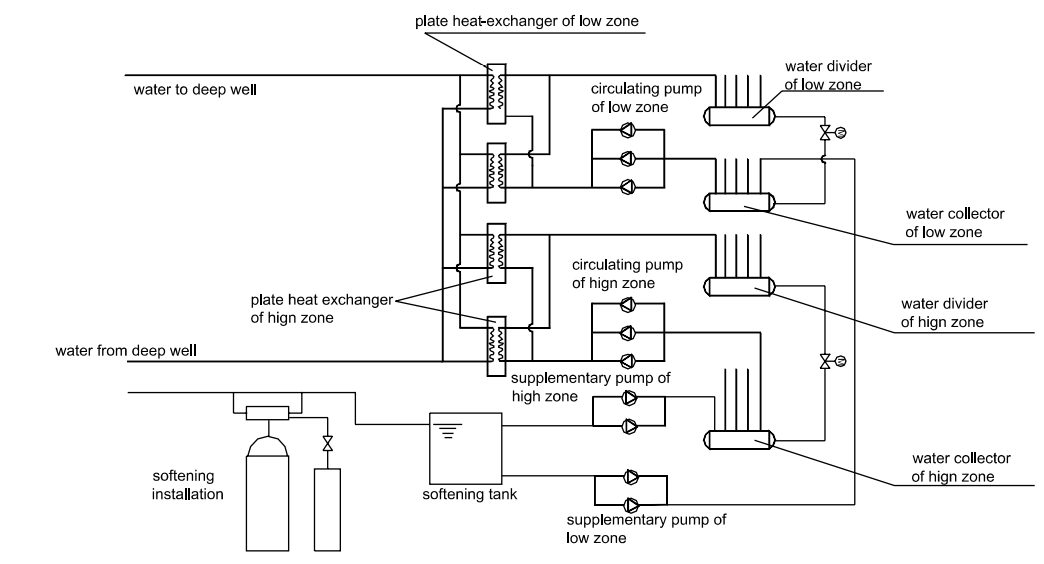 plate heat-exchanger of low zone
water to deep well
circulating pump
of low zone
water divider
of low zone
water collector
of low zone
circulating pump
of hign zone
plate heat exchanger
of hign zone
water divider
of hign zone
water from deep well
supplementary pump of
high zone
softening
installation
softening tank
water collector
of hign zone
supplementary pump of
low zone
M
M